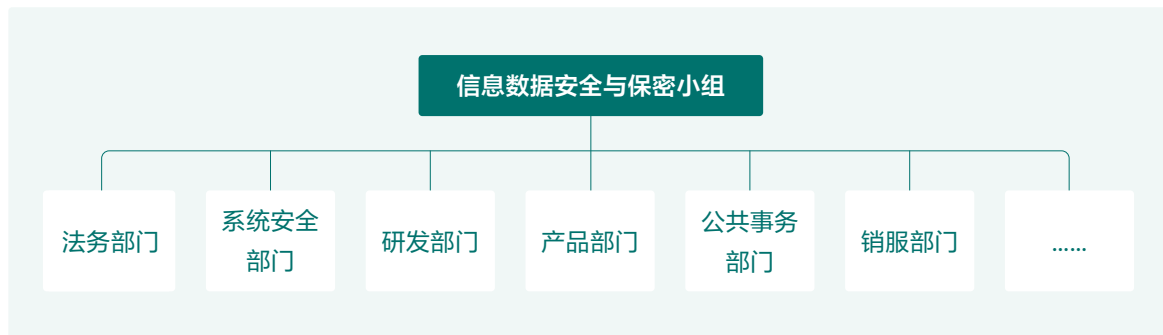 信息数据安全与保密小组
法务部门
系统安全
部门
研发部门
产品部门
公共事务
部门
销服部门
……